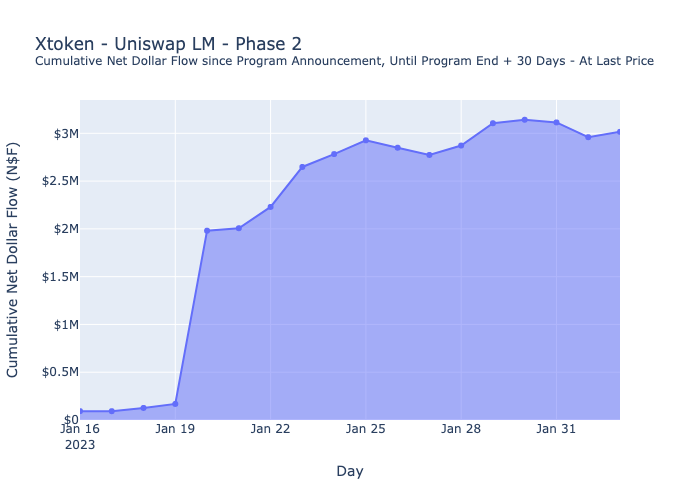 Xtoken - Uniswap LM - Phase 2
Cumulative Net Dollar Flow since Program Announcement, Until Program End + 30 Days - At Last Price
Cumulative Net Dollar Flow (N$F)
$3M
$2.5M
$2M
$1.5M
$1M
$0.5M
$0
Jan 16 Jan 19 Jan 22 Jan 25 Jan 28 Jan 31
2023
Day